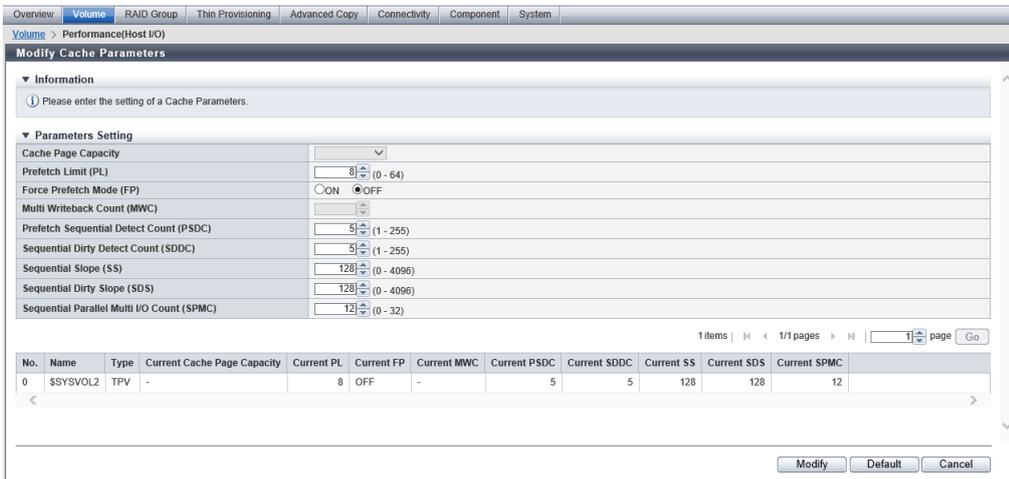 Overview Volume RAID Group Thin Provisioning Advanced Copy Connectivity Component System
Volume > Performance(Host I/O)
Modify Cache Parameters
▼ Information
Please enter the setting of a Cache Parameters.
▼ Parameters Setting
Cache Page Capacity
Prefetch Limit (PL) 8 (0 - 64)
Force Prefetch Mode (FP) ON OFF
Multi Writeback Count (MWC)
Prefetch Sequential Detect Count (PSDC) 5 (1 - 255)
Sequential Dirty Detect Count (SDDC) 5 (1 - 255)
Sequential Slope (SS) 128 (0 - 4096)
Sequential Dirty Slope (SDS) 128 (0 - 4096)
Sequential Parallel Multi I/O Count (SPMC) 12 (0 - 32)
1 items 1/1 pages 1 page Go
No. Name Type Current Cache Page Capacity Current PL Current FP Current MWC Current PSDC Current SDDC Current SS Current SDS Current SPMC
0 $SYSVOL2 TPV - 8 OFF - 5 5 128 128 12
Modify Default Cancel